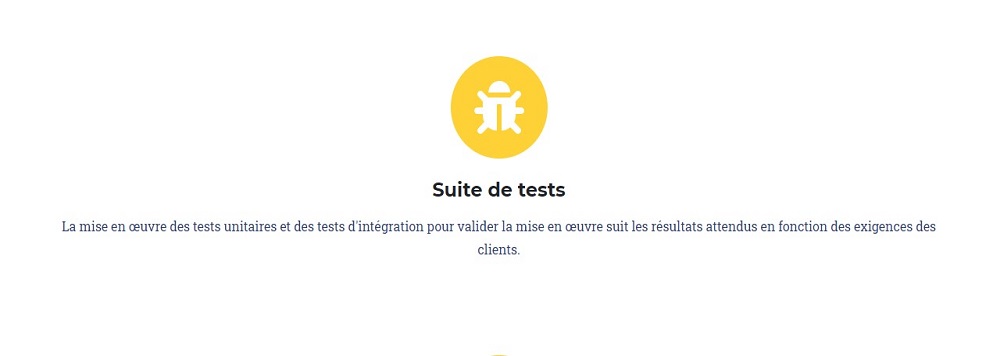 Suite de tests
La mise en œuvre des tests unitaires et des tests d'intégration pour valider la mise en œuvre suit les résultats attendus en fonction des exigences des
clients.